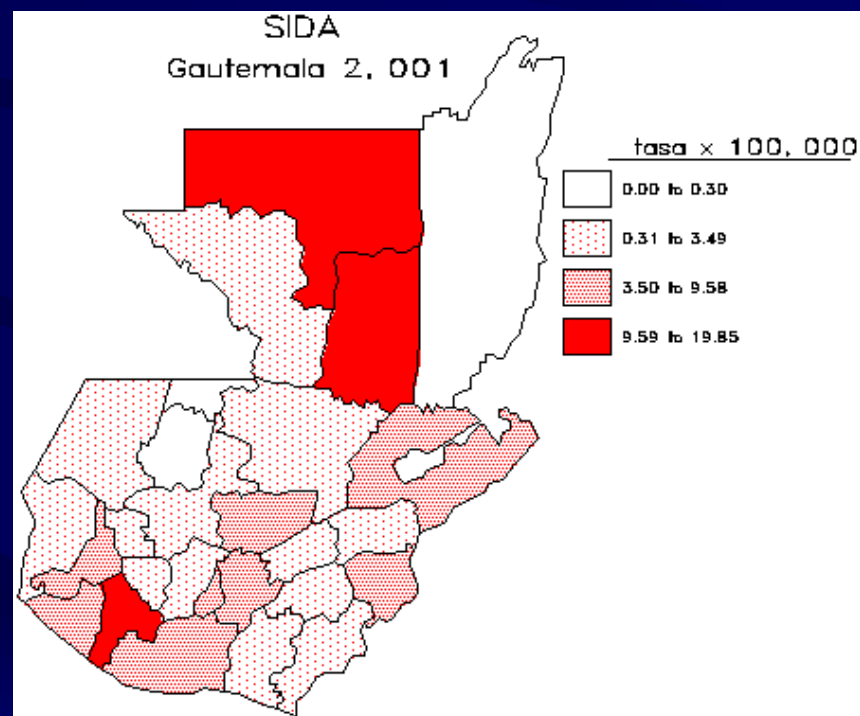 SIDA
Gautemala 2, 001
tasa × 100, 000
0.00 to 0.30
0.31 to 3.49
3.50 to 9.58
9.59 to 19.85